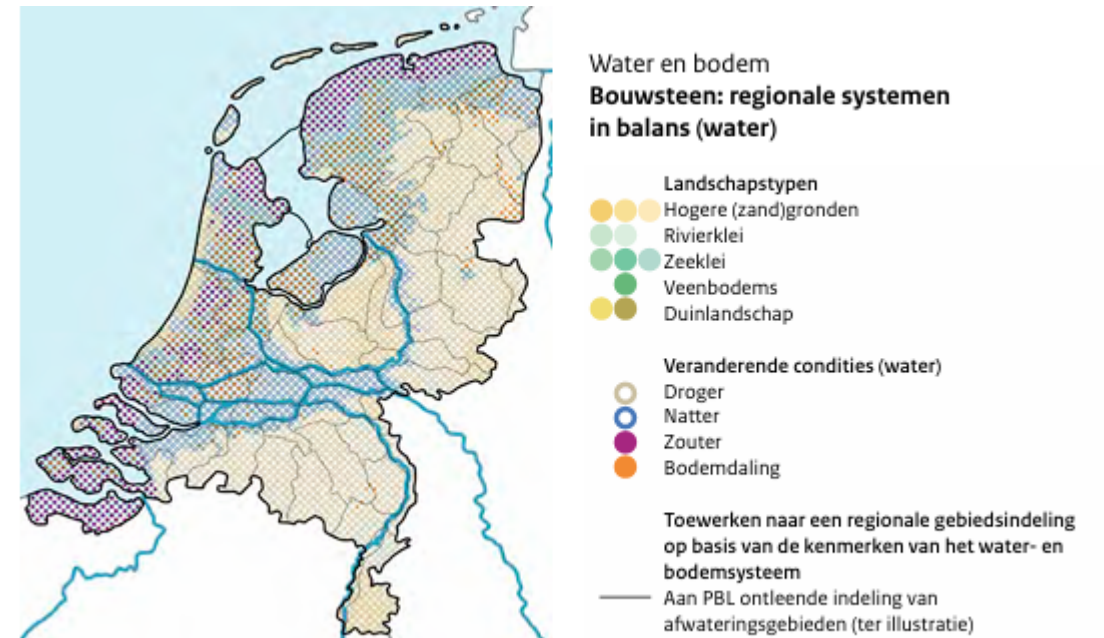 Water en bodem
Bouwsteen: regionale systemen
in balans (water)
Landschapstypen
Hogere (zand)gronden
Rivierklei
Zeeklei
Veenbodems
Duinlandschap
Veranderende condities (water)
Droger
Natter
Zouter
Bodemdaling
Toewerken naar een regionale gebiedsindeling
op basis van de kenmerken van het water- en
bodemsysteem
Aan PBL ontleende indeling van
afwateringsgebieden (ter illustratie)